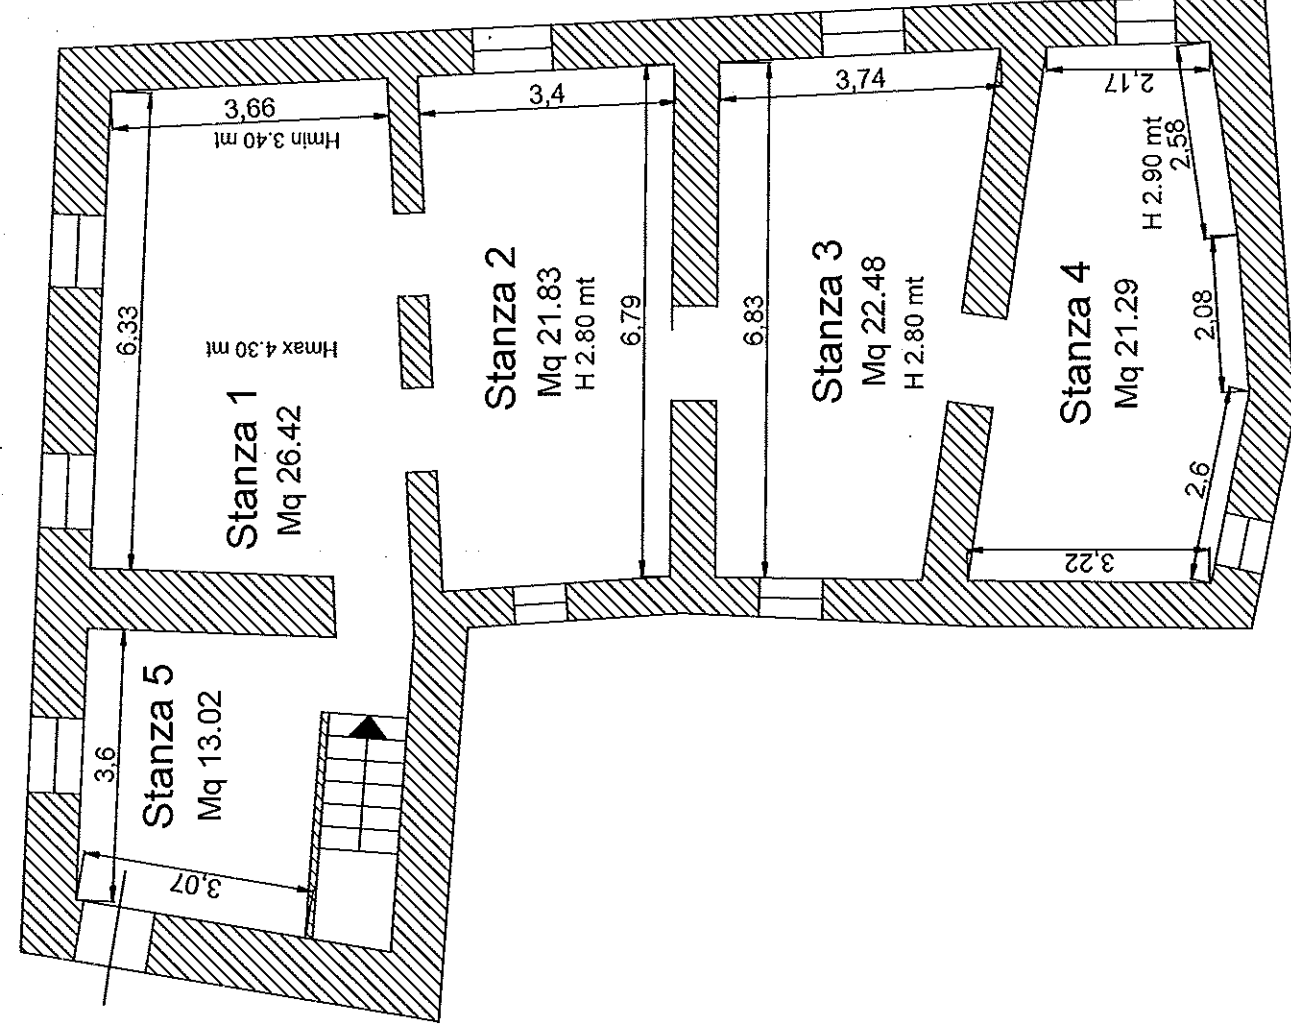 3,66
Hmin 3.40 mt
6.33
Hmax 4.30 mt
Stanza 1
Mq 26.42
3,4
Stanza 2
Mq 21.83
H 2.80 mt
6,79
3,74
6,83
Stanza 3
Mq 22.48
H 2.80 mt
2,17
2,58
H 2.90 mt
2,08
Stanza 4
Mq 21.29
2.6
3,22
Stanza 5
Mq 13.02
3,6
3,07